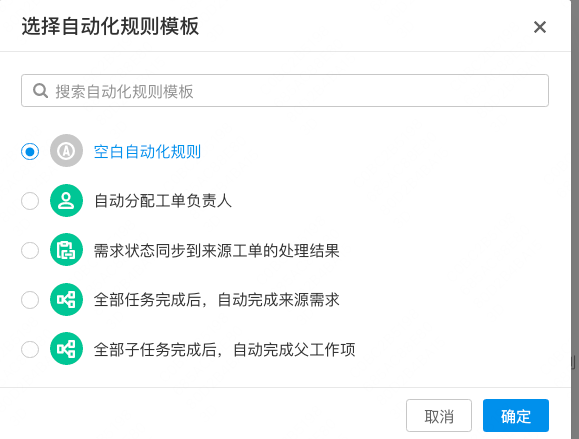 选择自动化规则模板
搜索自动化规则模板
空白自动化规则
自动分配工单负责人
需求状态同步到来源工单的处理结果
全部任务完成后，自动完成来源需求
全部子任务完成后，自动完成父工作项
取消
确定